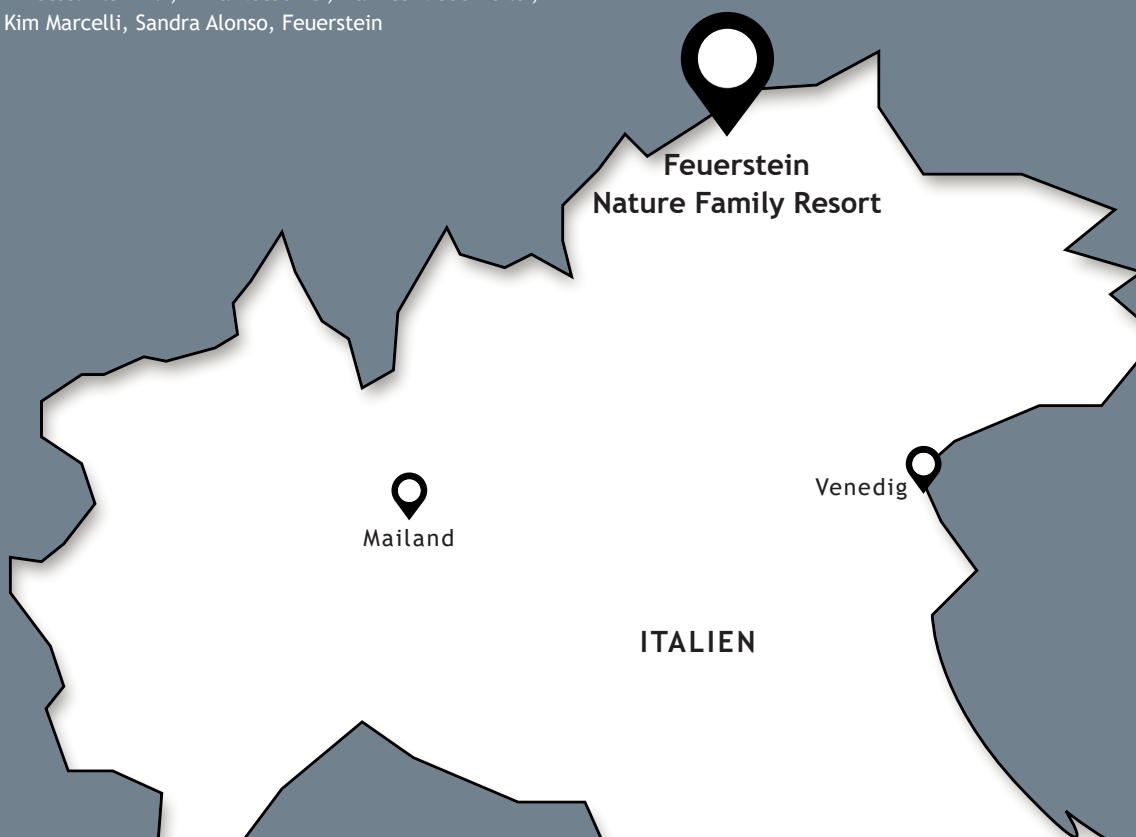 Kim Marcelli, Sandra Alonso, Feuerstein
Feuerstein
Nature Family Resort
Venedig
Mailand
ITALIEN